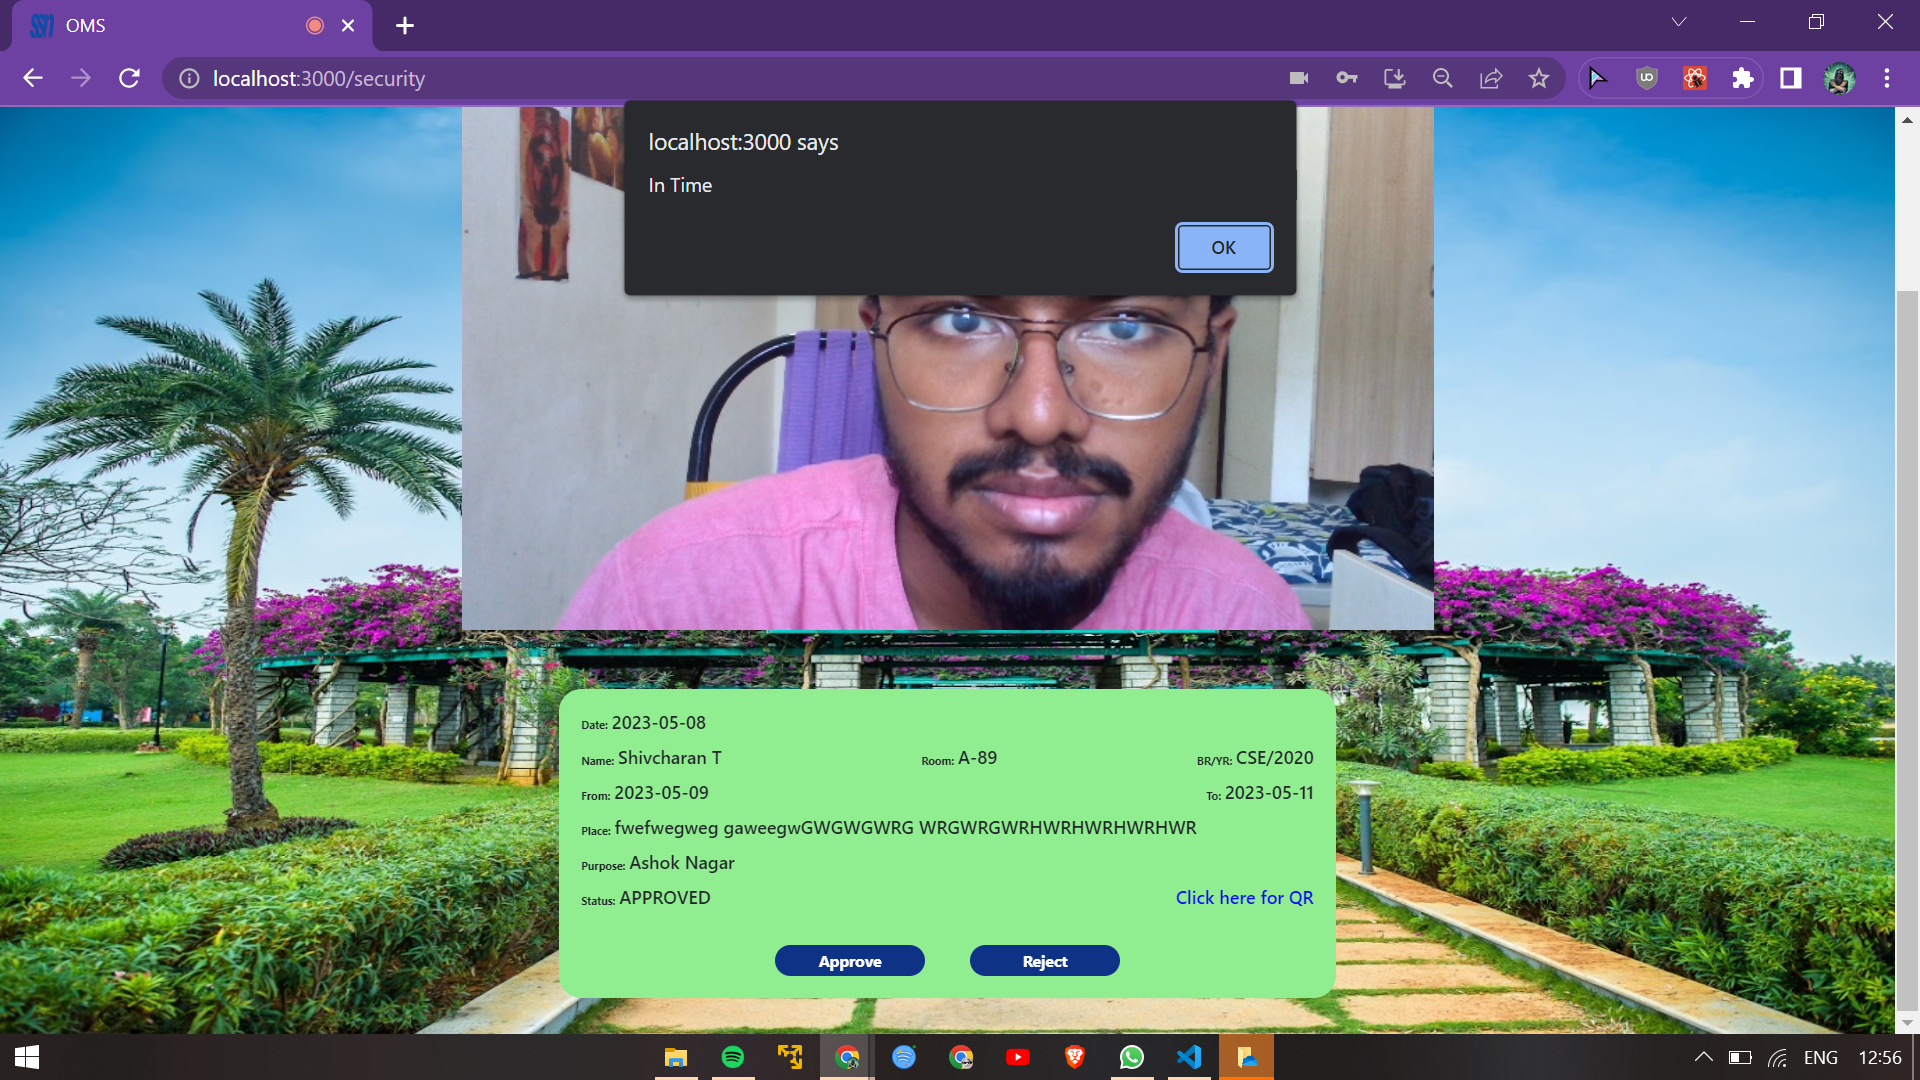 OMS
localhost:3000/security
localhost:3000 says
In Time
OK
Date: 2023-05-08
Name: Shivcharan T Room: A-89 BR/YR: CSE/2020
From: 2023-05-09 To: 2023-05-11
Place: fwefwegweg gaweegwGWGWGWRG WRGWRGWRHWRHWRHWRHWR
Purpose: Ashok Nagar
Status: APPROVED Click here for QR
Approve Reject
ENG 12:56